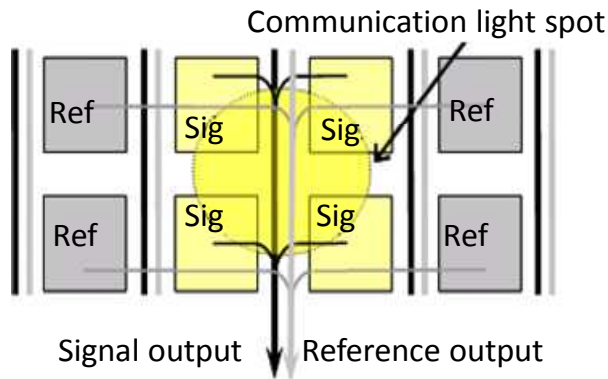 Communication light spot
Ref
Sig
Sig
Ref
Ref
Sig
Sig
Ref
Signal output
Reference output